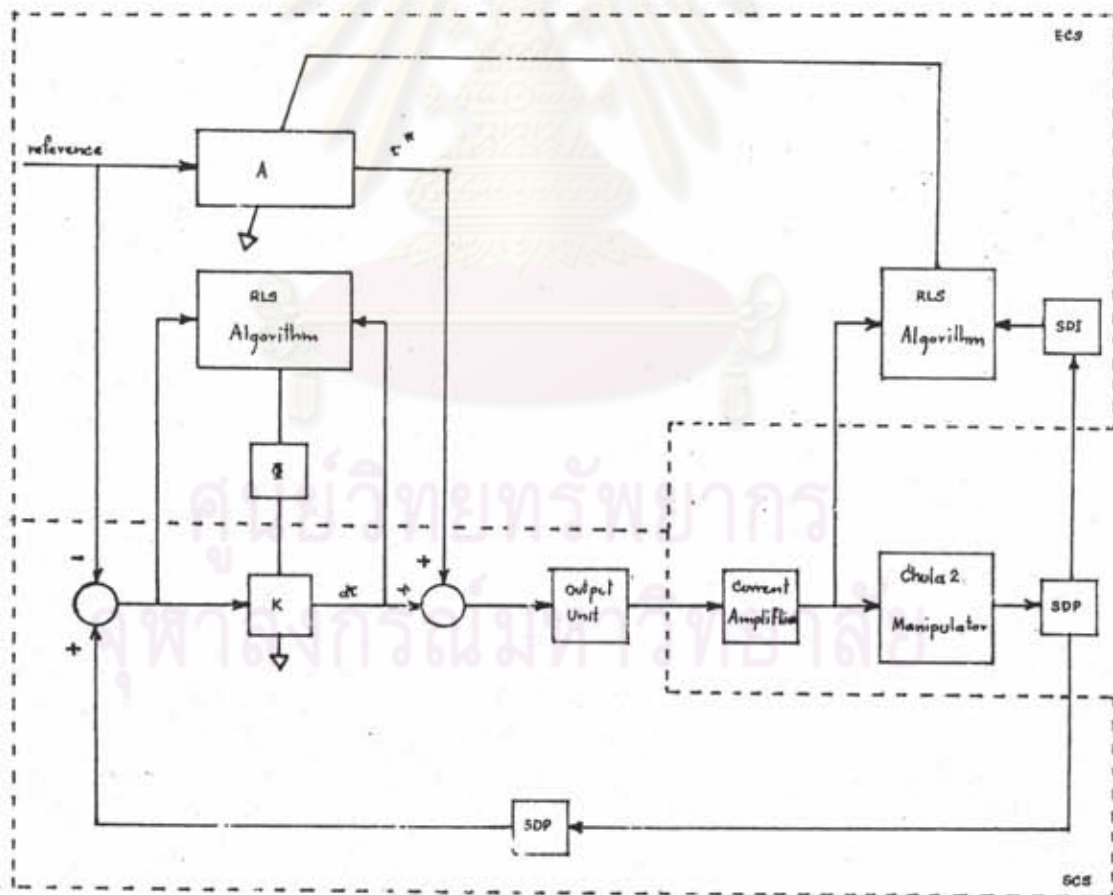 ECS
reference
A
τ*
RLS
Algorithm
RLS
Algorithm
SDI
Φ
ศูนย์วิทยทรัพยากร
-
+
K
dτ
+
+
Output
Unit
Current
Amplifier
Chula 2
Manipulator
SDP
จุฬาลงกรณ์มหาวิทยาลัย
SDP
SCS